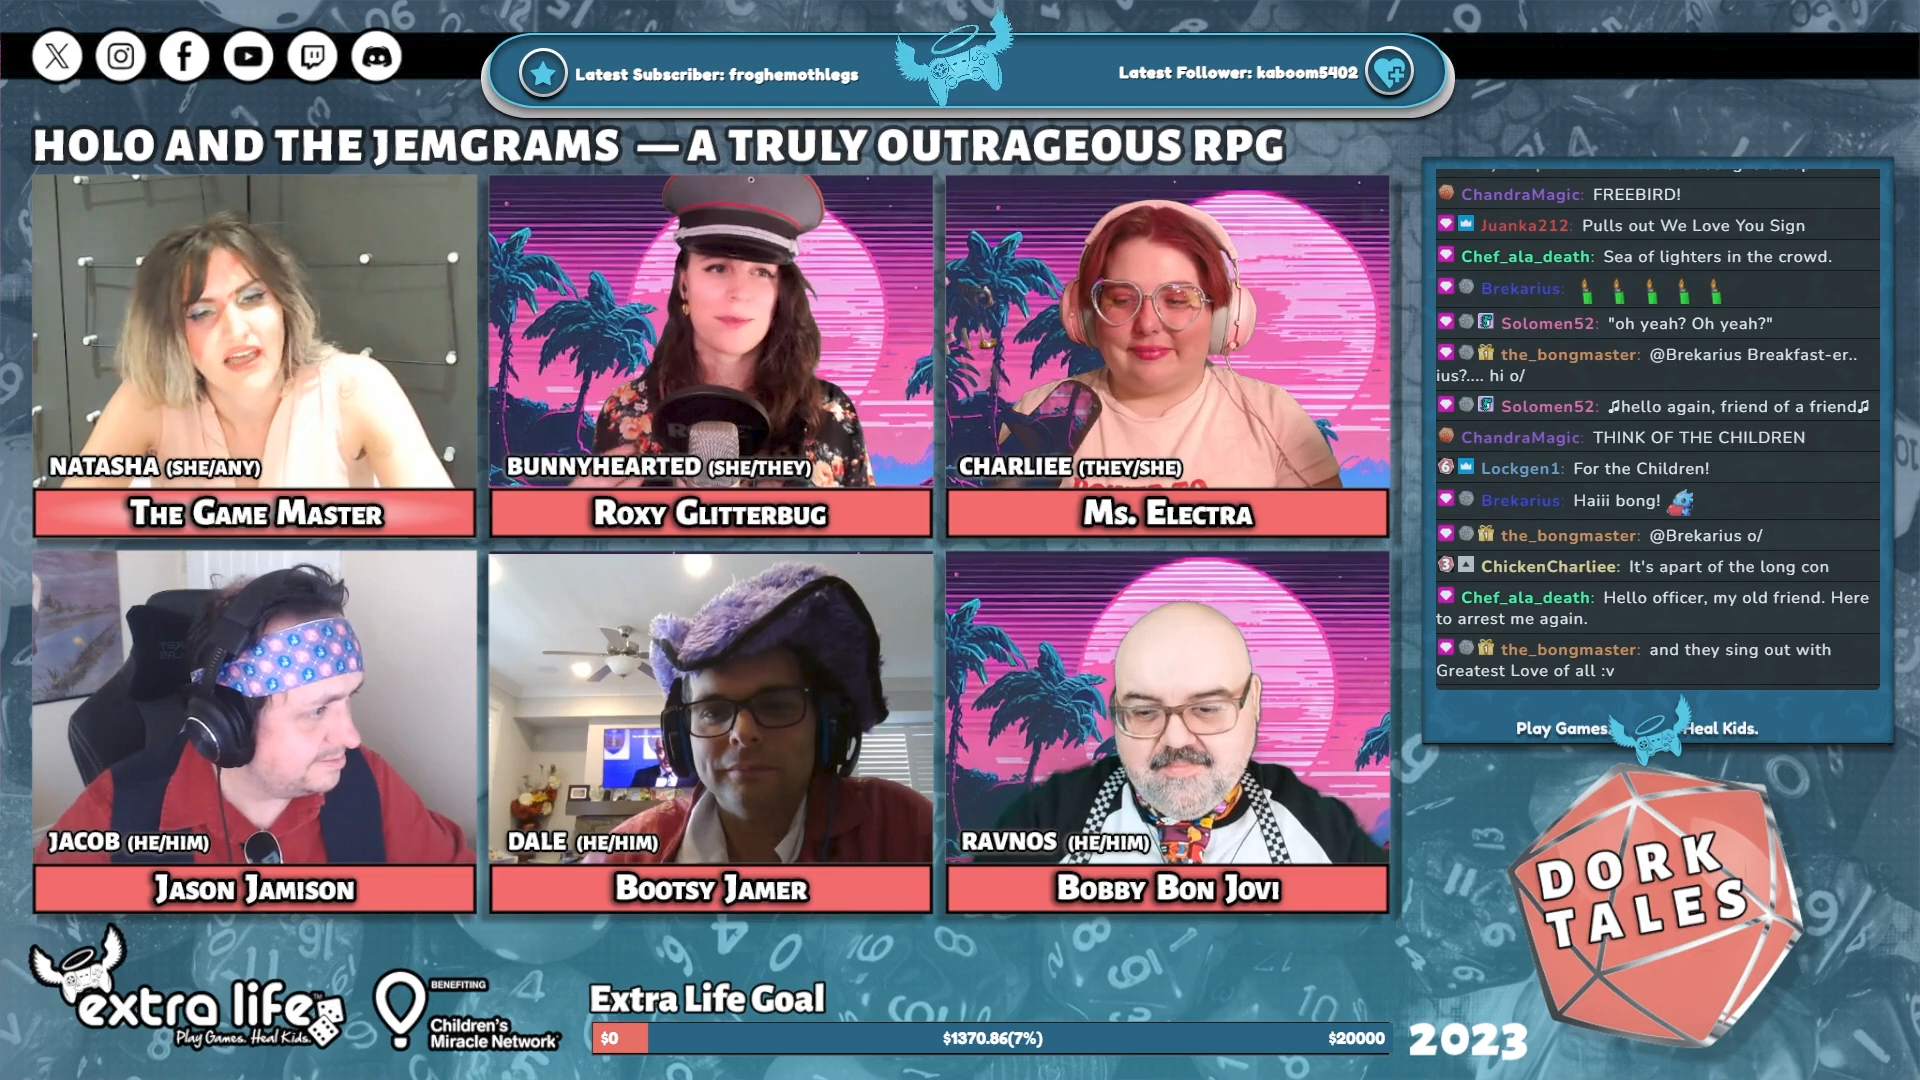 Latest Subscriber: froghemothlegs
Latest Follower: kaboom5402
HOLO AND THE JEMGRAMS — A TRULY OUTRAGEOUS RPG
NATASHA (SHE/ANY)
THE GAME MASTER
BUNNYHEARTED (SHE/THEY)
ROXY GLITTERBUG
CHARLIEE (THEY/SHE)
MS. ELECTRA
JACOB (HE/HIM)
JASON JAMISON
DALE (HE/HIM)
BOOTSY JAMER
RAVNOS (HE/HIM)
BOBBY BON JOVI
ChandraMagic: FREEBIRD!
Juanka212: Pulls out We Love You Sign
Chef_ala_death: Sea of lighters in the crowd.
Brekarius:
Solomen52: "oh yeah? Oh yeah?"
the_bongmaster: @Brekarius Breakfast-er..
ius?.... hi o/
Solomen52: ♫hello again, friend of a friend♫
ChandraMagic: THINK OF THE CHILDREN
Lockgen1: For the Children!
Brekarius: Haiii bong!
the_bongmaster: @Brekarius o/
ChickenCharliee: It's apart of the long con
Chef_ala_death: Hello officer, my old friend. Here
to arrest me again.
the_bongmaster: and they sing out with
Greatest Love of all :v
Play Games. Heal Kids.
DORK
TALES
extra life
Play Games. Heal Kids.
BENEFITING
Children's
Miracle Network
Extra Life Goal
$0
$1370.86(7%)
$20000
2023